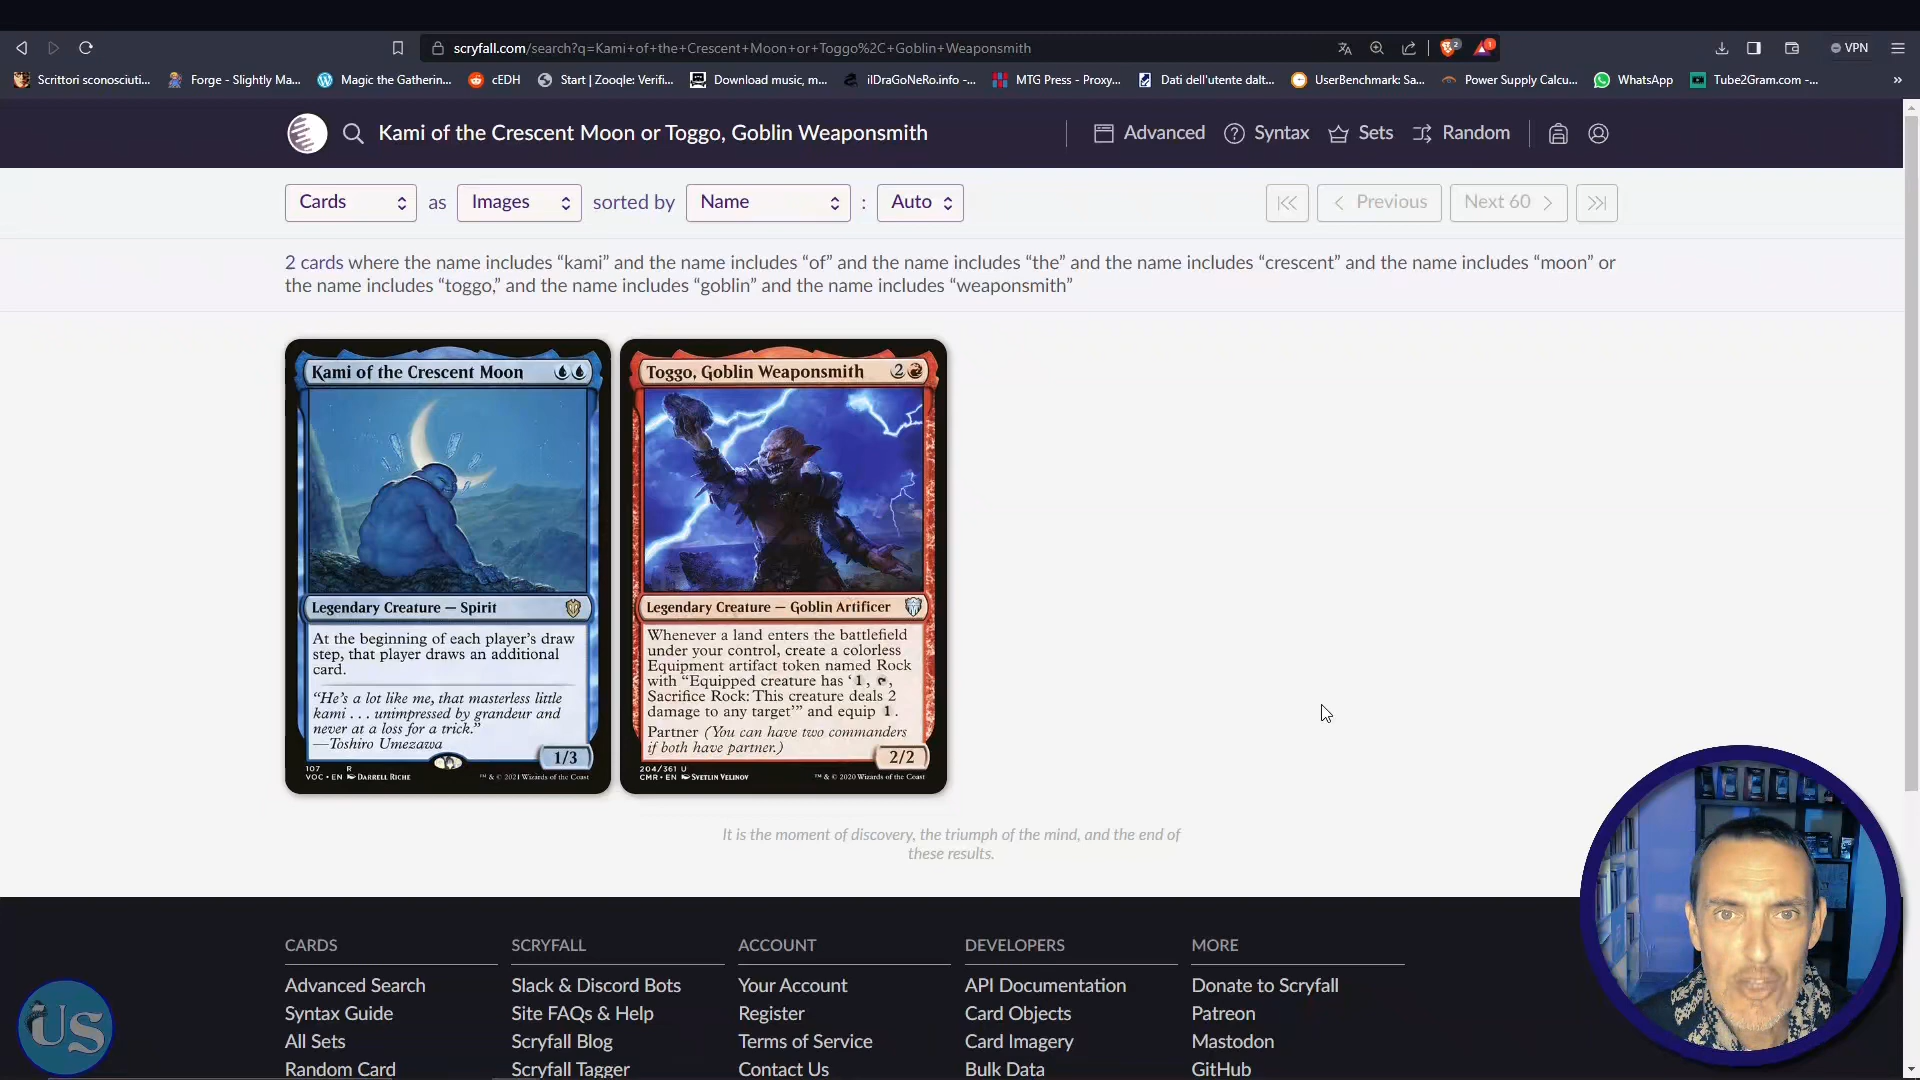 scryfall.com/search?q=Kami+of+the+Crescent+Moon+or+Toggo%2C+Goblin+Weaponsmith
2
1
VPN
Scrittori sconosciuti...
Forge - Slightly Ma...
Magic the Gatherin...
cEDH
Start | Zooqle: Verifi...
Download music, m...
ilDraGoNeRo.info -...
MTG Press - Proxy...
Dati dell'utente dalt...
UserBenchmark: Sa...
Power Supply Calcu...
WhatsApp
Tube2Gram.com -...
»
Kami of the Crescent Moon or Toggo, Goblin Weaponsmith
Advanced
Syntax
Sets
Random
Cards as Images sorted by Name : Auto
Previous
Next 60
2 cards where the name includes “kami” and the name includes “of” and the name includes “the” and the name includes “crescent” and the name includes “moon” or
the name includes “toggo,” and the name includes “goblin” and the name includes “weaponsmith”
Kami of the Crescent Moon
Legendary Creature — Spirit
At the beginning of each player's draw
step, that player draws an additional
card.
“He's a lot like me, that masterless little
kami . . . unimpressed by grandeur and
never at a loss for a trick.”
—Toshiro Umezawa
1/3
107 R
VOC • EN Darrell Riche
™ & © 2021 Wizards of the Coast
Toggo, Goblin Weaponsmith 2
Legendary Creature — Goblin Artificer
Whenever a land enters the battlefield
under your control, create a colorless
Equipment artifact token named Rock
with “Equipped creature has ‘1, ,
Sacrifice Rock: This creature deals 2
damage to any target’” and equip 1.
Partner (You can have two commanders
if both have partner.)
2/2
204/361 U
CMR • EN Svetlin Velinov
™ & © 2020 Wizards of the Coast
It is the moment of discovery, the triumph of the mind, and the end of
these results.
CARDS
Advanced Search
Syntax Guide
All Sets
Random Card
SCRYFALL
Slack & Discord Bots
Site FAQs & Help
Scryfall Blog
Scryfall Tagger
ACCOUNT
Your Account
Register
Terms of Service
Contact Us
DEVELOPERS
API Documentation
Card Objects
Card Imagery
Bulk Data
MORE
Donate to Scryfall
Patreon
Mastodon
GitHub
US